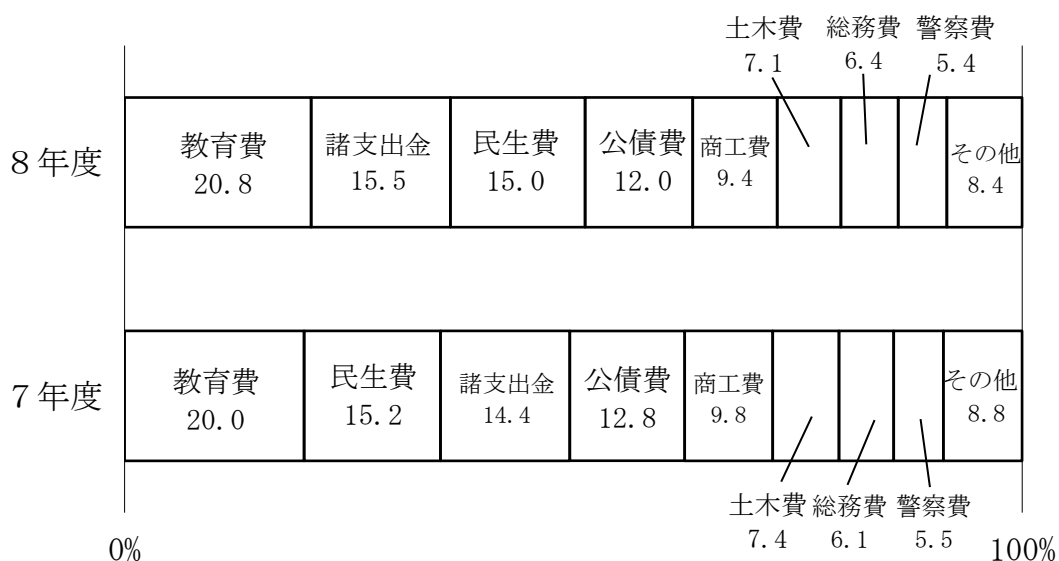 土木費 総務費 警察費
7.1 6.4 5.4
8年度
教育費 諸支出金 民生費 公債費 商工費 その他
20.8 15.5 15.0 12.0 9.4 8.4
7年度
教育費 民生費 諸支出金 公債費 商工費 その他
20.0 15.2 14.4 12.8 9.8 8.8
土木費 総務費 警察費
7.4 6.1 5.5
0% 100%